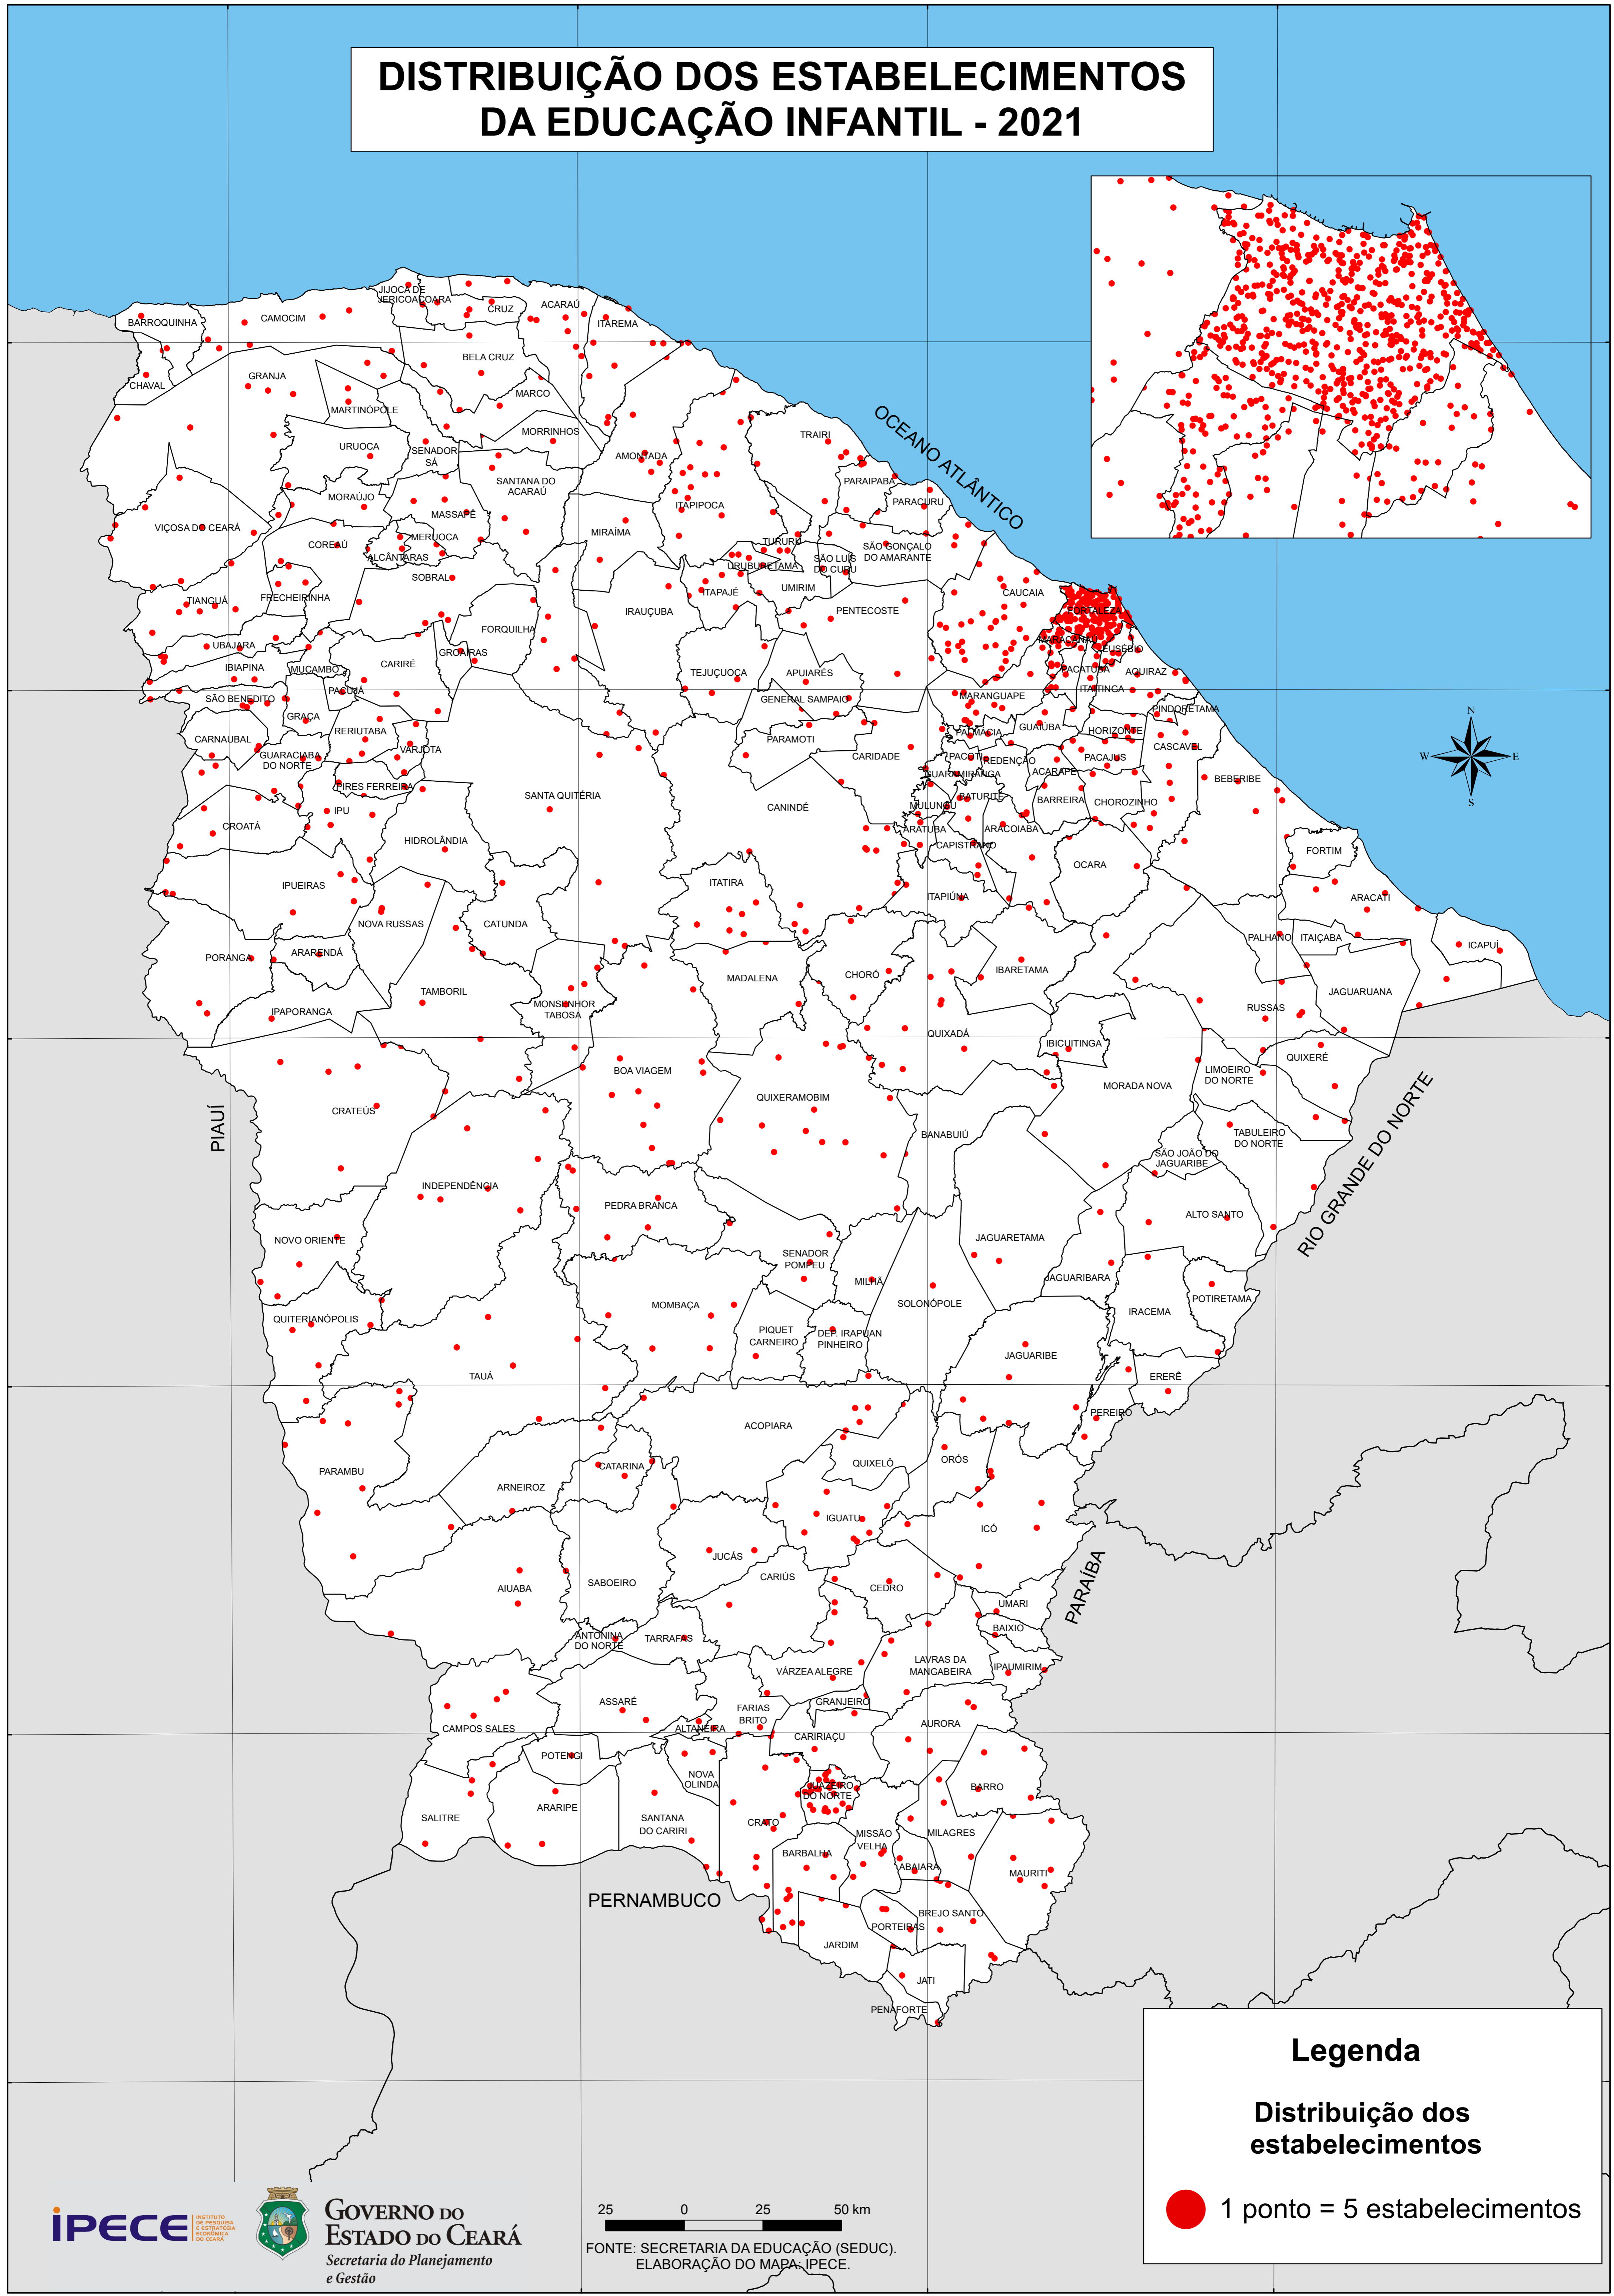 DISTRIBUIÇÃO DOS ESTABELECIMENTOS
DA EDUCAÇÃO INFANTIL - 2021
JIJOCA DE
JERICOACOARA
CRUZ
ACARAÚ
BARROQUINHA
CAMOCIM
ITAREMA
BELA CRUZ
CHAVAL
GRANJA
MARCO
MARTINÓPOLE
OCEANO ATLÂNTICO
MORRINHOS
TRAIRI
URUOCA
SENADOR
SÁ
AMONTADA
SANTANA DO
ACARAÚ
PARAIPABA
MORAÚJO
ITAPIPOCA
PARACURU
MASSAPÊ
VIÇOSA DO CEARÁ
MIRAÍMA
MERUOCA
COREAÚ
TURURU
SÃO GONÇALO
DO AMARANTE
ALCÂNTARAS
URUBURETAMA
SÃO LUÍS
DO CURU
SOBRAL
UMIRIM
ITAPAJÉ
CAUCAIA
FRECHEIRINHA
TIANGUÁ
IRAUÇUBA
PENTECOSTE
FORTALEZA
FORQUILHA
MARACANAÚ
UBAJARA
EUSÉBIO
GROAÍRAS
IBIAPINA
MUCAMBO
CARIRÉ
TEJUÇUOCA
APUIARÉS
PACATUBA
AQUIRAZ
PACUJÁ
ITAITINGA
SÃO BENEDITO
GENERAL SAMPAIO
MARANGUAPE
PINDORETAMA
GRAÇA
RERIUTABA
PALMÁCIA
GUAIÚBA
HORIZONTE
CARNAUBAL
PARAMOTI
VARJOTA
CASCAVEL
GUARACIABA
DO NORTE
CARIDADE
PACOTI
REDENÇÃO
PACAJUS
GUARAMIRANGA
ACARAPE
BEBERIBE
PIRES FERREIRA
SANTA QUITÉRIA
BATURITÉ
BARREIRA
CHOROZINHO
CANINDÉ
MULUNGU
IPU
CROATÁ
ARATUBA
ARACOIABA
HIDROLÂNDIA
CAPISTRANO
FORTIM
OCARA
IPUEIRAS
ITATIRA
ITAPIÚNA
ARACATI
NOVA RUSSAS
CATUNDA
PALHANO
ITAIÇABA
ICAPUÍ
PORANGA
ARARENDÁ
CHORÓ
IBARETAMA
MADALENA
TAMBORIL
JAGUARUANA
MONSENHOR
TABOSA
IPAPORANGA
RUSSAS
QUIXADÁ
IBICUITINGA
QUIXERÉ
BOA VIAGEM
LIMOEIRO
DO NORTE
MORADA NOVA
QUIXERAMOBIM
CRATEÚS
PIAUÍ
BANABUIÚ
TABULEIRO
DO NORTE
RIO GRANDE DO NORTE
SÃO JOÃO DO
JAGUARIBE
INDEPENDÊNCIA
PEDRA BRANCA
ALTO SANTO
NOVO ORIENTE
JAGUARETAMA
SENADOR
POMPEU
JAGUARIBARA
MILHÃ
POTIRETAMA
SOLONÓPOLE
MOMBAÇA
IRACEMA
QUITERIANÓPOLIS
PIQUET
CARNEIRO
DEP. IRAPUAN
PINHEIRO
JAGUARIBE
TAUÁ
ERERÊ
PEREIRO
ACOPIARA
ORÓS
QUIXELÔ
CATARINA
PARAMBU
ARNEIROZ
IGUATU
ICÓ
JUCÁS
CARIÚS
PARAÍBA
SABOEIRO
AIUABA
CEDRO
UMARI
BAIXIO
ANTONINA
DO NORTE
TARRAFAS
LAVRAS DA
MANGABEIRA
IPAUMIRIM
VÁRZEA ALEGRE
ASSARÉ
GRANJEIRO
FARIAS
BRITO
CAMPOS SALES
ALTANEIRA
AURORA
CARIRIAÇU
POTENGI
NOVA
OLINDA
JUAZEIRO
DO NORTE
BARRO
ARARIPE
SALITRE
SANTANA
DO CARIRI
CRATO
MISSÃO
VELHA
MILAGRES
BARBALHA
ABAIARA
MAURITI
PERNAMBUCO
BREJO SANTO
PORTEIRAS
JARDIM
JATI
PENAFORTE
N
W
E
S
Legenda
Distribuição dos
estabelecimentos
1 ponto = 5 estabelecimentos
IPECE
INSTITUTO
DE PESQUISA
E ESTRATÉGIA
ECONÔMICA
DO CEARÁ
GOVERNO DO
ESTADO DO CEARÁ
Secretaria do Planejamento
e Gestão
25 0 25 50 km
FONTE: SECRETARIA DA EDUCAÇÃO (SEDUC).
ELABORAÇÃO DO MAPA: IPECE.